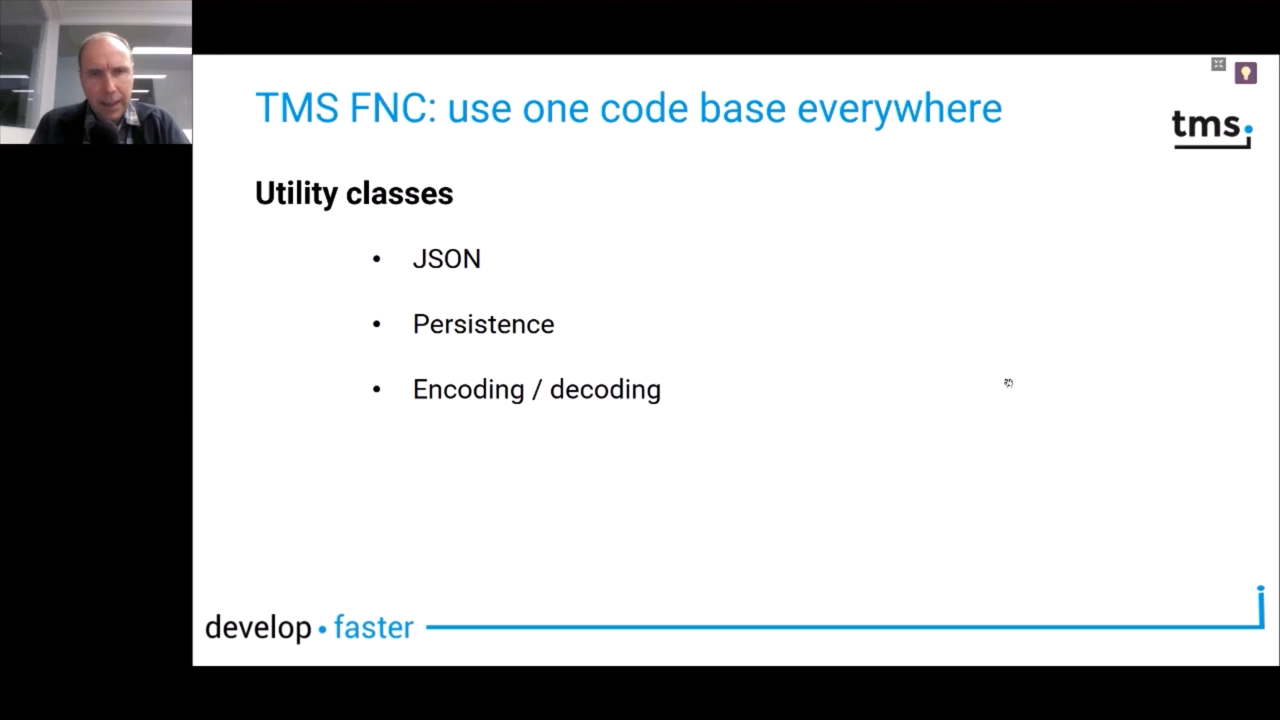 TMS FNC: use one code base everywhere
tms.
Utility classes
• JSON
• Persistence
• Encoding / decoding
develop • faster